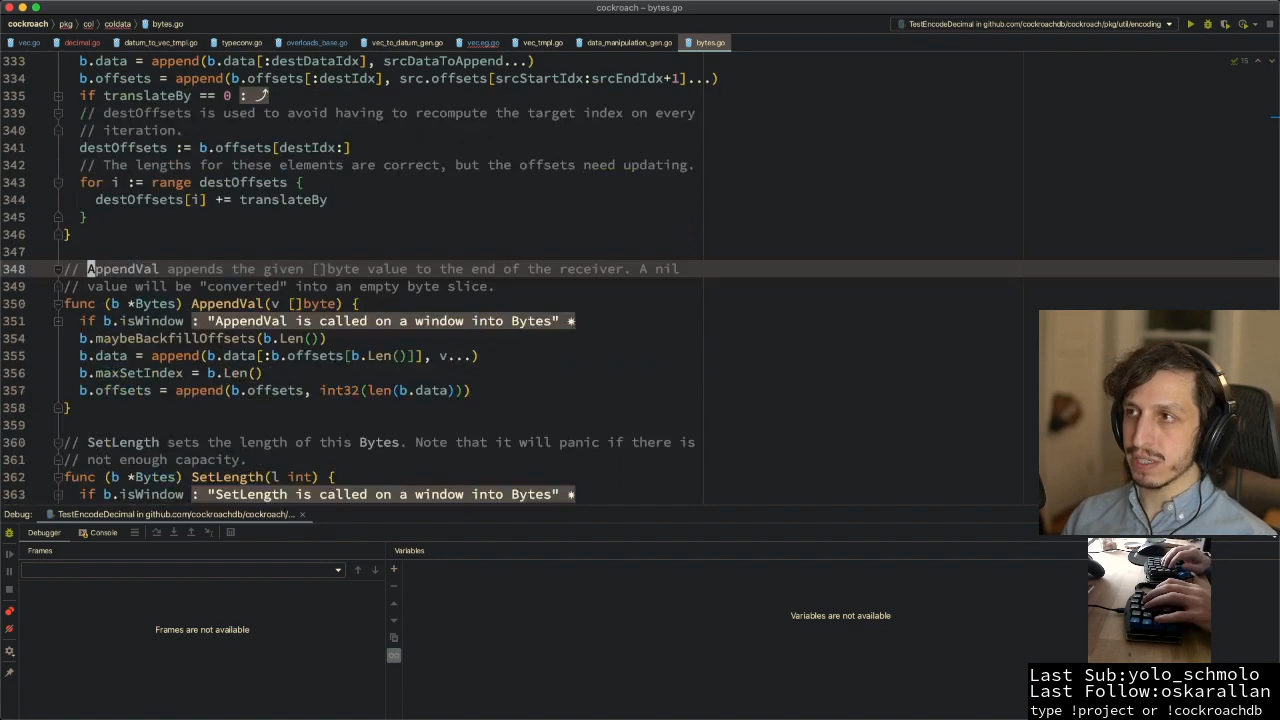 cockroach – bytes.go
cockroach pkg col coldata bytes.go
TestEncodeDecimal in github.com/cockroachdb/cockroach/pkg/util/encoding
vec.go decimal.go datum_to_vec_tmpl.go typeconv.go overloads_base.go vec_to_datum_gen.go vec.eg.go vec_tmpl.go data_manipulation_gen.go bytes.go
333 b.data = append(b.data[:destDataIdx], srcDataToAppend...)
334 b.offsets = append(b.offsets[:destIdx], src.offsets[srcStartIdx:srcEndIdx+1]...)
335 if translateBy == 0 :
339 // destOffsets is used to avoid having to recompute the target index on every
340 // iteration.
341 destOffsets := b.offsets[destIdx:]
342 // The lengths for these elements are correct, but the offsets need updating.
343 for i := range destOffsets {
344 destOffsets[i] += translateBy
345 }
346 }
347
348 // AppendVal appends the given []byte value to the end of the receiver. A nil
349 // value will be "converted" into an empty byte slice.
350 func (b *Bytes) AppendVal(v []byte) {
351 if b.isWindow : "AppendVal is called on a window into Bytes" ✷
354 b.maybeBackfillOffsets(b.Len())
355 b.data = append(b.data[:b.offsets[b.Len()]], v...)
356 b.maxSetIndex = b.Len()
357 b.offsets = append(b.offsets, int32(len(b.data)))
358 }
359
360 // SetLength sets the length of this Bytes. Note that it will panic if there is
361 // not enough capacity.
362 func (b *Bytes) SetLength(l int) {
363 if b.isWindow : "SetLength is called on a window into Bytes" ✷
15
Debug: TestEncodeDecimal in github.com/cockroachdb/cockroach/...
Debugger Console
Frames Variables
Frames are not available
Variables are not available
Last Sub:yolo_schmolo
Last Follow:oskarallan
type !project or !cockroachdb